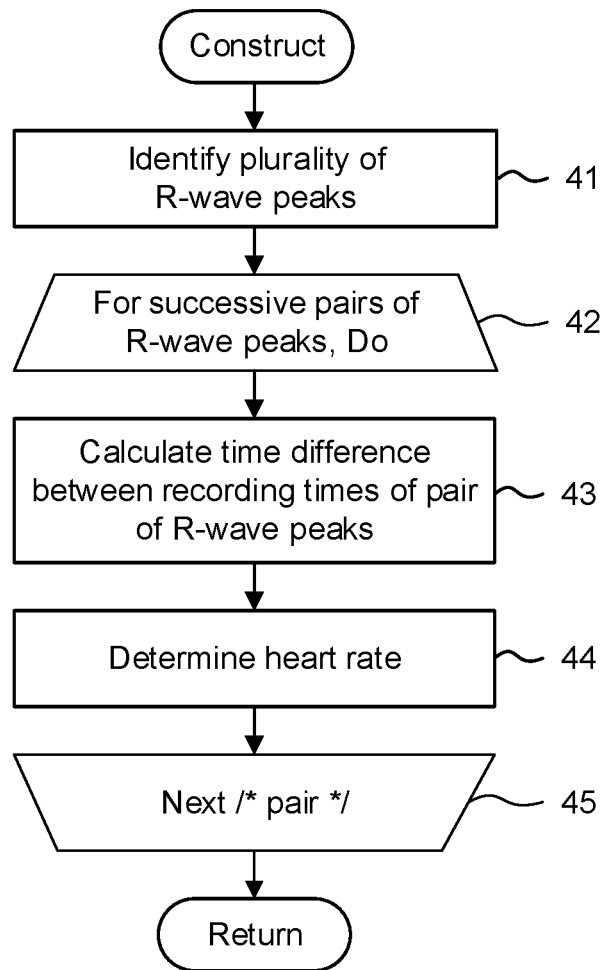 Construct
Identify plurality of
R-wave peaks
41
For successive pairs of
R-wave peaks, Do
42
Calculate time difference
between recording times of pair
of R-wave peaks
43
Determine heart rate
44
Next /* pair */
45
Return